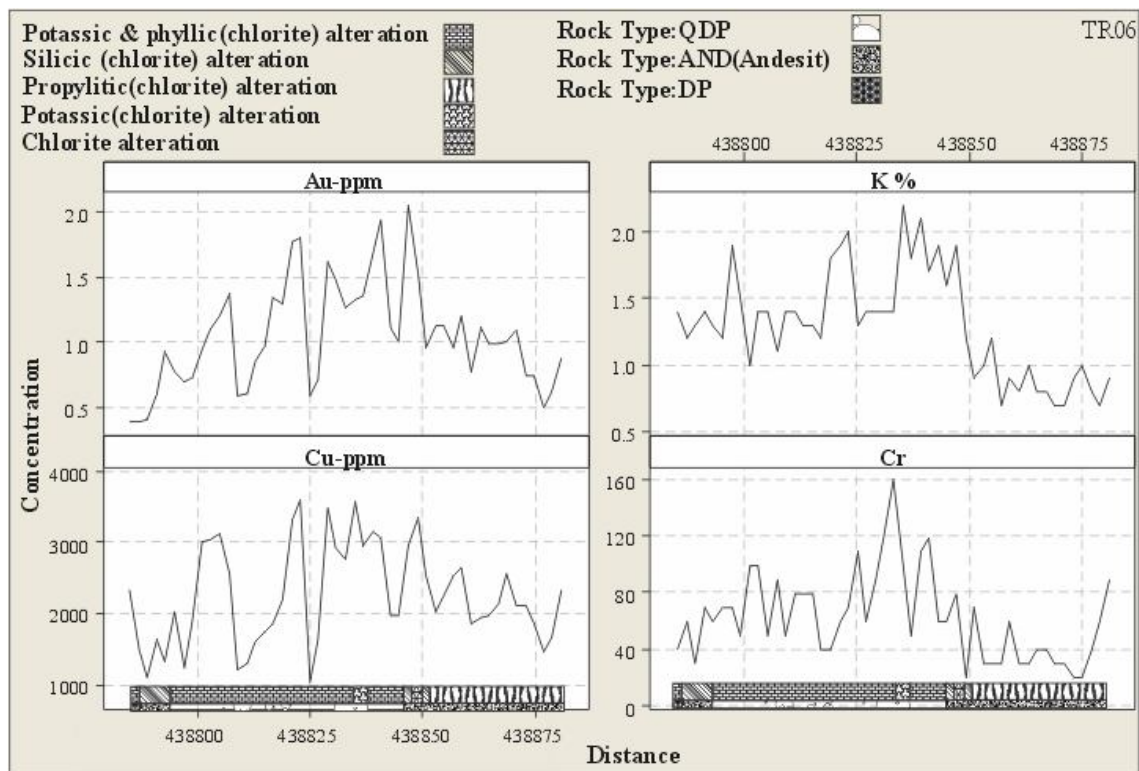 Potassic & phyllic(chlorite) alteration
Silicic (chlorite) alteration
Propylitic(chlorite) alteration
Potassic(chlorite) alteration
Chlorite alteration
Rock Type:QDP
Rock Type:AND(Andesit)
Rock Type:DP
TR06
438800 438825 438850 438875
Au-ppm
2.0
1.5
1.0
0.5
K %
2.0
1.5
1.0
0.5
Concentration
Cu-ppm
4000
3000
2000
1000
Cr
160
120
80
40
0
438800 438825 438850 438875
Distance